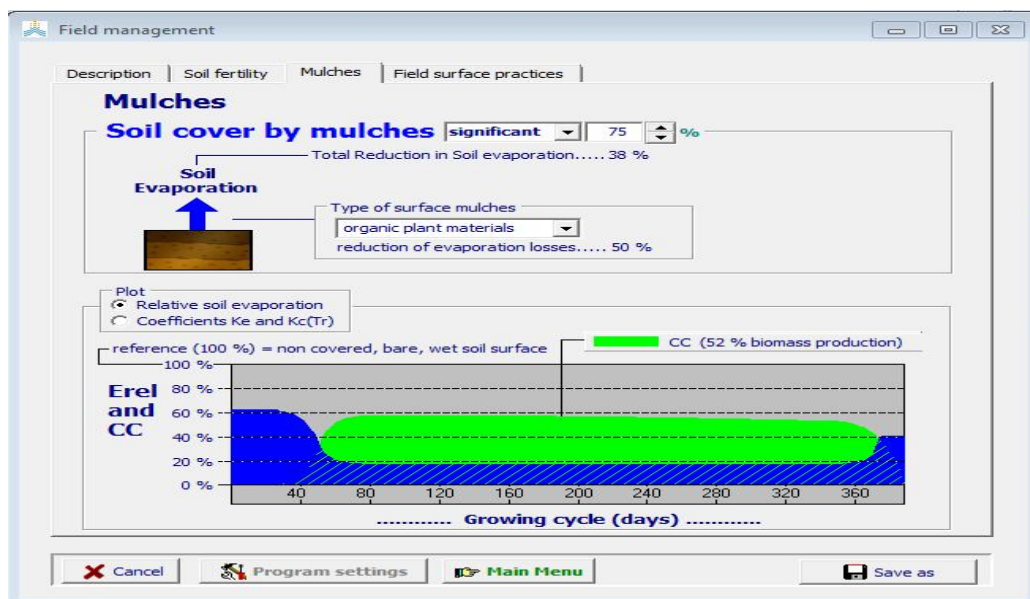 Field management
Description Soil fertility Mulches Field surface practices
Mulches
Soil cover by mulches significant 75 %
Total Reduction in Soil evaporation..... 38 %
Soil
Evaporation
Type of surface mulches
organic plant materials
reduction of evaporation losses..... 50 %
Plot
Relative soil evaporation
Coefficients Ke and Kc(Tr)
reference (100 %) = non covered, bare, wet soil surface
CC (52 % biomass production)
100 %
Erel
and
CC
80 %
60 %
40 %
20 %
0 %
40 80 120 160 200 240 280 320 360
............ Growing cycle (days) ............
Cancel Program settings Main Menu Save as